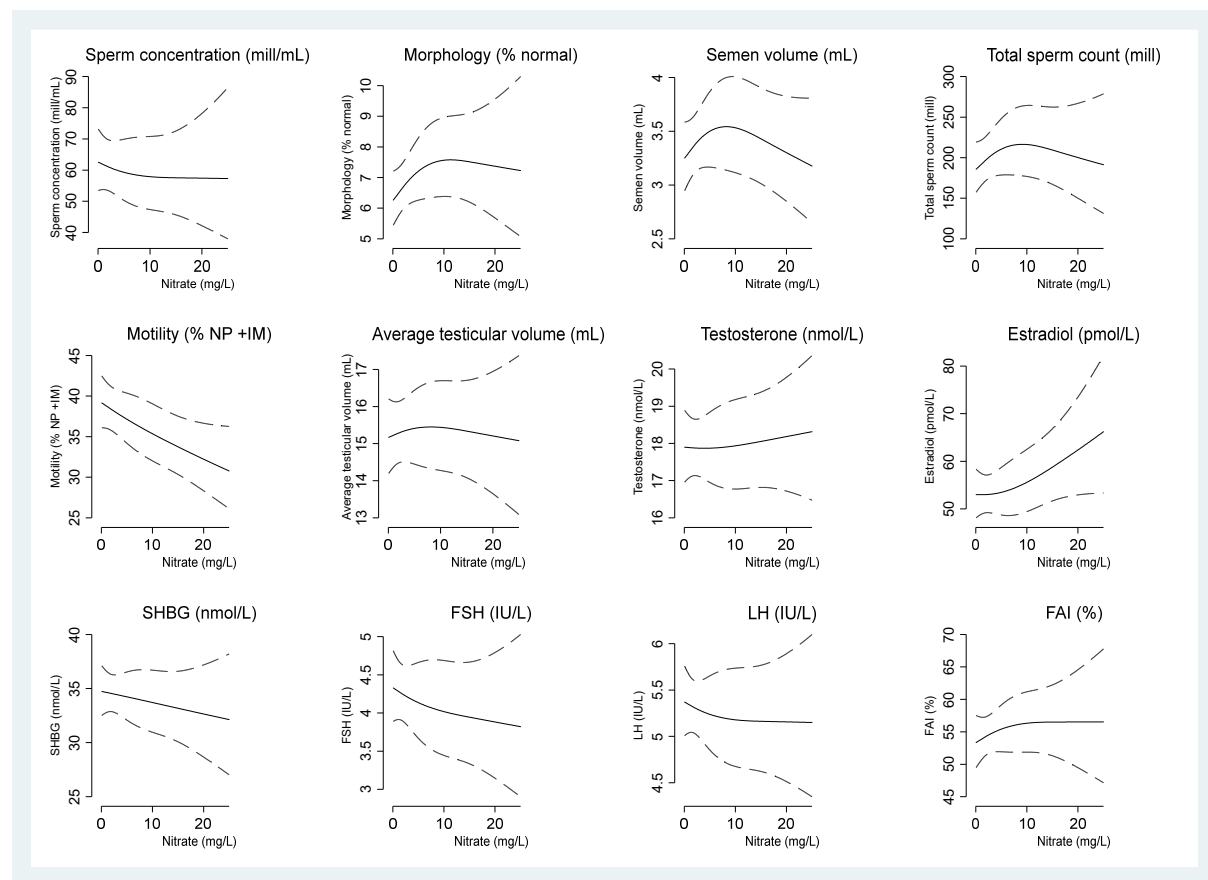 Sperm concentration (mill/mL)
Sperm concentration (mill/mL)
90
80
70
60
50
40
0 10 20
Nitrate (mg/L)
Morphology (% normal)
Morphology (% normal)
10
9
8
7
6
5
0 10 20
Nitrate (mg/L)
Semen volume (mL)
Semen volume (mL)
4
3.5
3
2.5
0 10 20
Nitrate (mg/L)
Total sperm count (mill)
Total sperm count (mill)
300
250
200
150
100
0 10 20
Nitrate (mg/L)
Motility (% NP +IM)
Motility (% NP +IM)
45
40
35
30
25
0 10 20
Nitrate (mg/L)
Average testicular volume (mL)
Average testicular volume (mL)
17
16
15
14
13
0 10 20
Nitrate (mg/L)
Testosterone (nmol/L)
Testosterone (nmol/L)
20
19
18
17
16
0 10 20
Nitrate (mg/L)
Estradiol (pmol/L)
Estradiol (pmol/L)
80
70
60
50
0 10 20
Nitrate (mg/L)
SHBG (nmol/L)
SHBG (nmol/L)
40
35
30
25
0 10 20
Nitrate (mg/L)
FSH (IU/L)
FSH (IU/L)
5
4.5
4
3.5
3
0 10 20
Nitrate (mg/L)
LH (IU/L)
LH (IU/L)
6
5.5
5
4.5
0 10 20
Nitrate (mg/L)
FAI (%)
FAI (%)
70
65
60
55
50
45
0 10 20
Nitrate (mg/L)